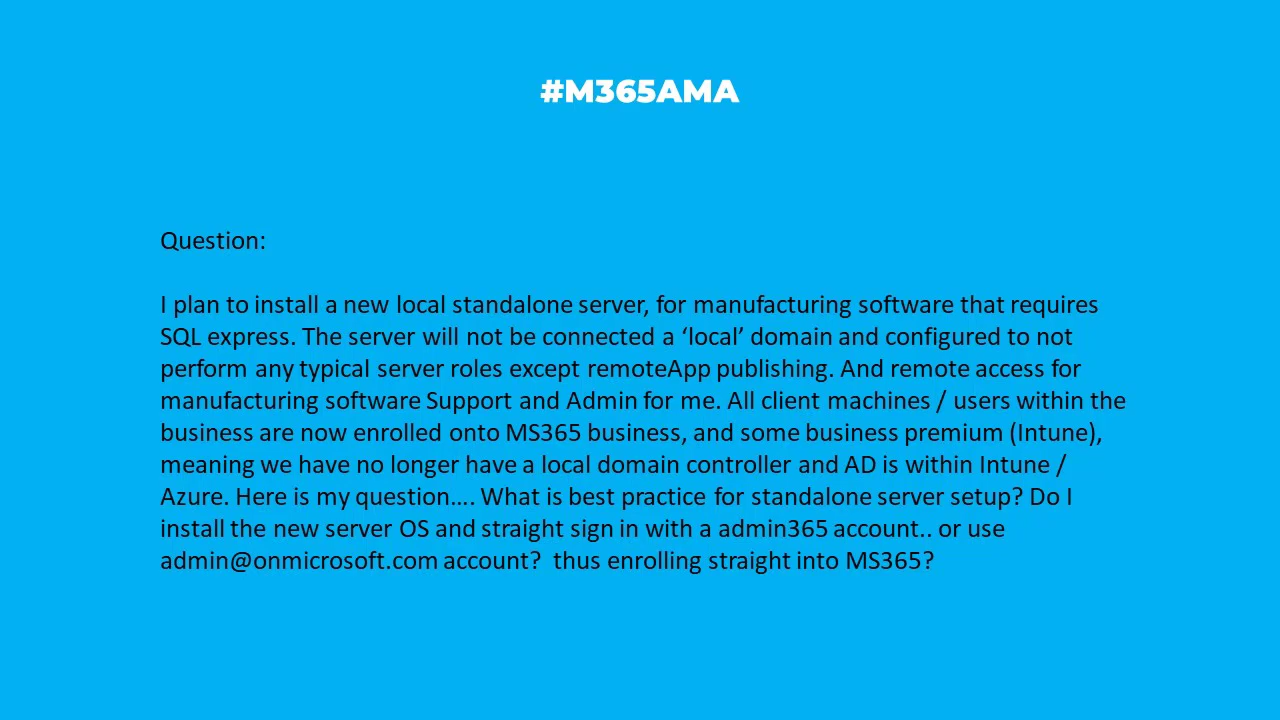 #M365AMA
Question:
I plan to install a new local standalone server, for manufacturing software that requires
SQL express. The server will not be connected a ‘local’ domain and configured to not
perform any typical server roles except remoteApp publishing. And remote access for
manufacturing software Support and Admin for me. All client machines / users within the
business are now enrolled onto MS365 business, and some business premium (Intune),
meaning we have no longer have a local domain controller and AD is within Intune /
Azure. Here is my question…. What is best practice for standalone server setup? Do I
install the new server OS and straight sign in with a admin365 account.. or use
admin@onmicrosoft.com account?  thus enrolling straight into MS365?